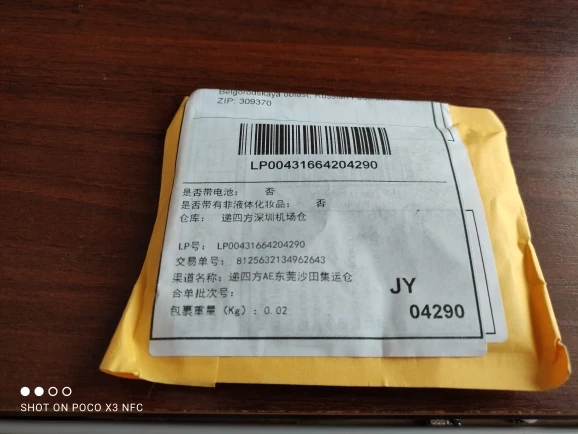 Belgorodskaya oblast, Russian
ZIP: 309370
LP00431664204290
是否带电池： 否
是否带有非液体化妆品： 否
仓库： 递四方深圳机场仓
LP号： LP00431664204290
交易单号： 8125632134962643
渠道名称： 递四方AE东莞沙田集运仓
合单批次号：
包裹重量（Kg）: 0.02
JY
04290
SHOT ON POCO X3 NFC